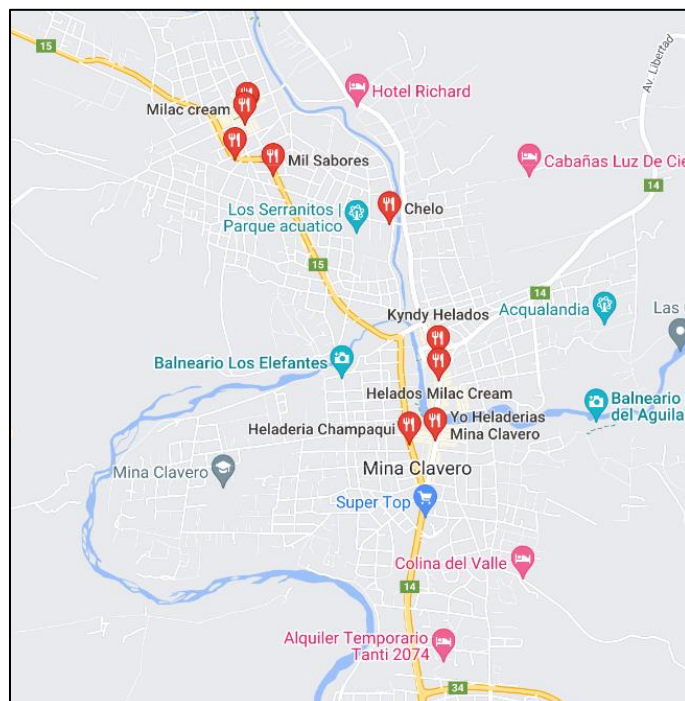 15
Av. Libertad
Hotel Richard
Milac cream
Mil Sabores
Cabañas Luz De Cie
14
Los Serranitos |
Parque acuatico
Chelo
15
14
Kyndy Helados
Acqualandia
Las
Balneario Los Elefantes
Helados Milac Cream
Balneario
del Aguila
Heladeria Champaqui
Yo Heladerias
Mina Clavero
Mina Clavero
Mina Clavero
Super Top
Colina del Valle
14
Alquiler Temporario
Tanti 2074
34